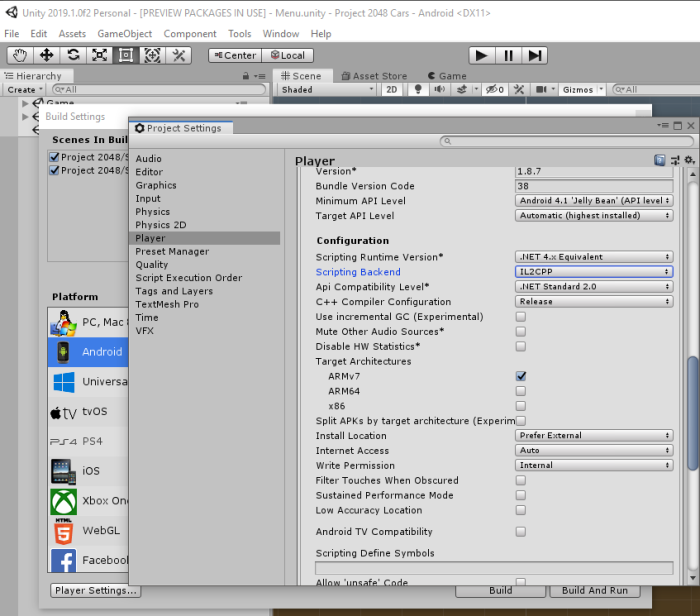 Unity 2019.1.0f2 Personal - [PREVIEW PACKAGES IN USE] - Menu.unity - Project 2048 Cars - Android <DX11>
File Edit Assets GameObject Component Tools Window Help
Center Local
Hierarchy
Scene Asset Store Game
Create
All
Shaded 2D 0 Gizmos All
Game
Build Settings
Project Settings
Scenes In Buil
Project 2048/S
Project 2048/S
Audio
Editor
Graphics
Input
Physics
Physics 2D
Player
Preset Manager
Quality
Script Execution Order
Tags and Layers
TextMesh Pro
Time
VFX
Player
Version* 1.8.7
Bundle Version Code 38
Minimum API Level Android 4.1 'Jelly Bean' (API level
Target API Level Automatic (highest installed)
Configuration
Scripting Runtime Version* .NET 4.x Equivalent
Scripting Backend IL2CPP
Api Compatibility Level* .NET Standard 2.0
C++ Compiler Configuration Release
Use incremental GC (Experimental)
Mute Other Audio Sources*
Disable HW Statistics*
Target Architectures
ARMv7
ARM64
x86
Split APKs by target architecture (Experim
Install Location Prefer External
Internet Access Auto
Write Permission Internal
Filter Touches When Obscured
Sustained Performance Mode
Low Accuracy Location
Android TV Compatibility
Scripting Define Symbols
Allow 'unsafe' Code
Platform
PC, Mac &
Android
Universa
tv tvOS
PS4 PS4
iOS
Xbox One
HTML 5 WebGL
f Facebook
Player Settings...
Build Build And Run